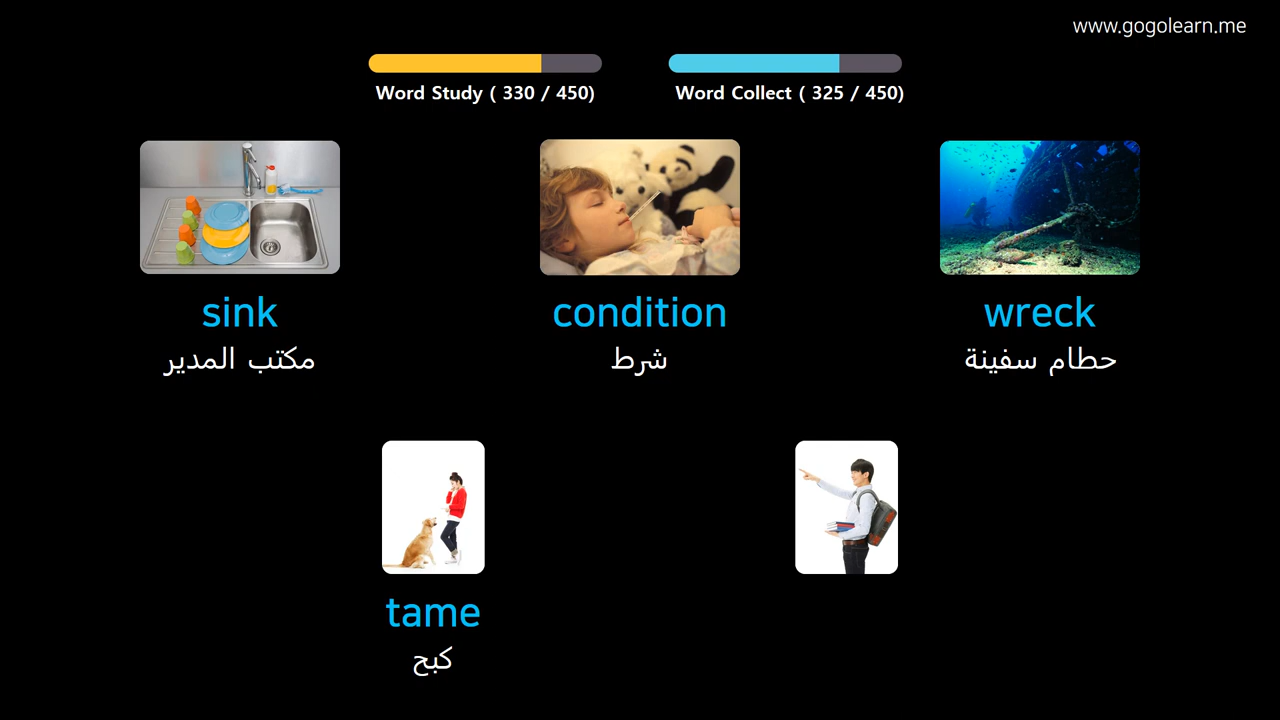 www.gogolearn.me
Word Study ( 330 / 450)
Word Collect ( 325 / 450)
sink
condition
wreck
مكتب المدير
شرط
حطام سفينة
tame
كبح